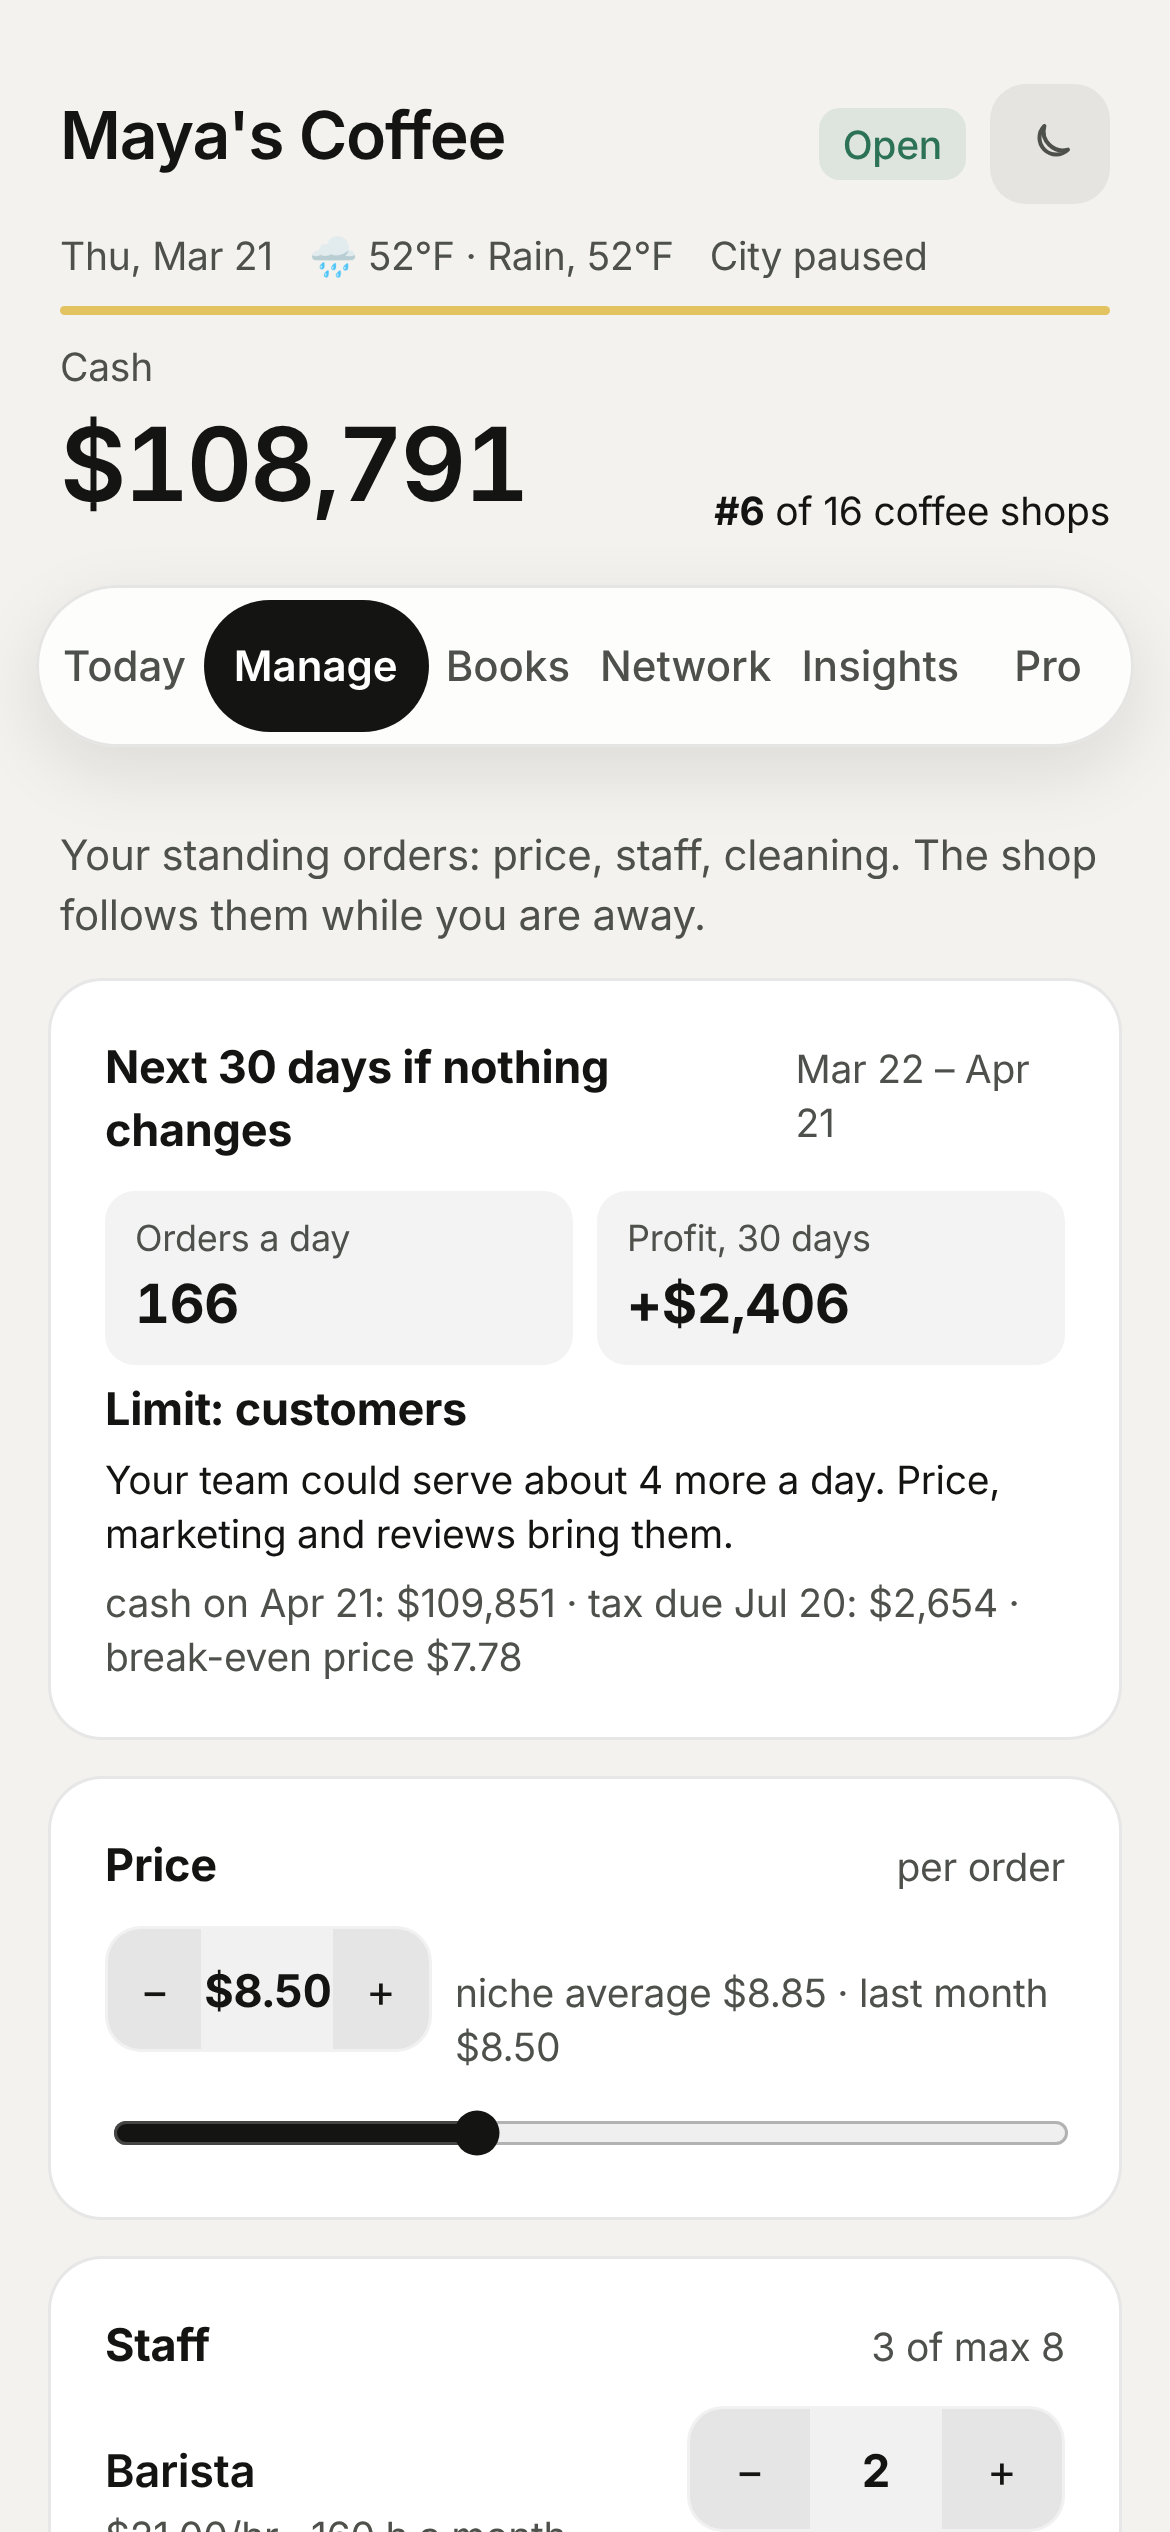 Maya's Coffee
Open
Thu, Mar 21 52°F · Rain, 52°F City paused
Cash
$108,791
#6 of 16 coffee shops
Today Manage Books Network Insights Pro
Your standing orders: price, staff, cleaning. The shop
follows them while you are away.
Next 30 days if nothing
changes
Mar 22 – Apr
21
Orders a day
166
Profit, 30 days
+$2,406
Limit: customers
Your team could serve about 4 more a day. Price,
marketing and reviews bring them.
cash on Apr 21: $109,851 · tax due Jul 20: $2,654 ·
break-even price $7.78
Price
per order
− $8.50 +
niche average $8.85 · last month
$8.50
Staff
3 of max 8
Barista
− 2 +
$21.00/hr · 160 h a month